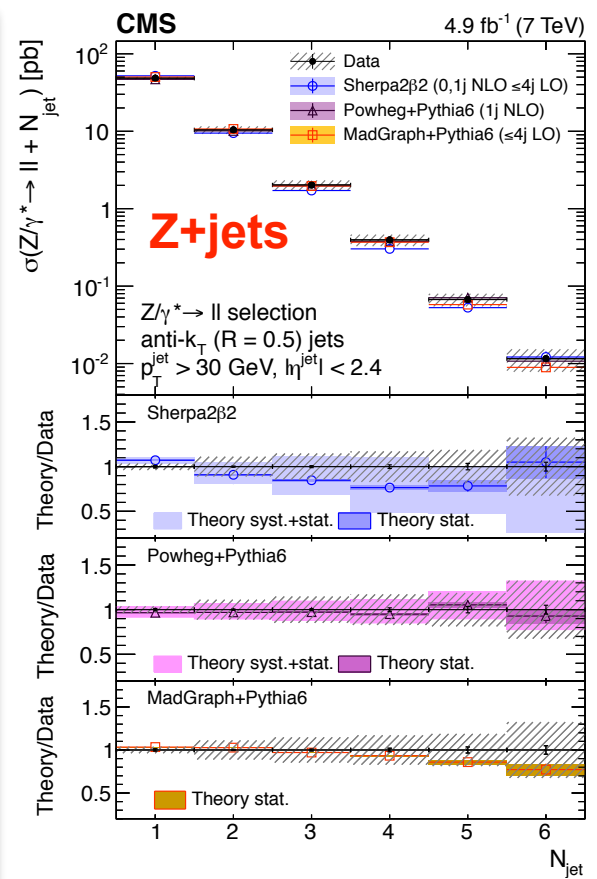 CMS 4.9 fb⁻¹ (7 TeV)
σ(Z/γ*→ ll + N_jet) [pb]
10²
10
1
10⁻¹
10⁻²
Data
Sherpa2β2 (0,1j NLO ≤4j LO)
Powheg+Pythia6 (1j NLO)
MadGraph+Pythia6 (≤4j LO)
Z+jets
Z/γ*→ ll selection
anti-k_T (R = 0.5) jets
p_T^jet > 30 GeV, |η^jet| < 2.4
Theory/Data
Sherpa2β2
1.5
1
0.5
Theory syst.+stat. Theory stat.
Theory/Data
Powheg+Pythia6
1.5
1
0.5
Theory syst.+stat. Theory stat.
Theory/Data
MadGraph+Pythia6
1.5
1
0.5
Theory stat.
1 2 3 4 5 6
N_jet